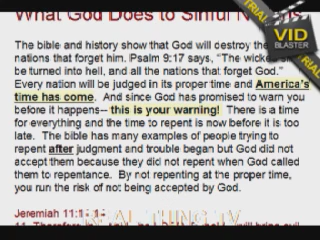 What God Does to Sinful
The bible and history show that God will destroy the
nations that forget him. Psalm 9:17 says, "The wicked
be turned into hell, and all the nations that forget God."
Every nation will be judged in its proper time and America's
time has come. And since God has promised to warn you
before it happens-- this is your warning! There is a time
for everything and the time to repent is now before it is too
late. The bible has many examples of people trying to
repent after judgment and trouble began but God did not
accept them because they did not repent when God called
them to repentance. By not repenting at the proper time,
you run the risk of not being accepted by God.
Jeremiah 11:1
TRIAL
VID
BLASTER
TRIAL